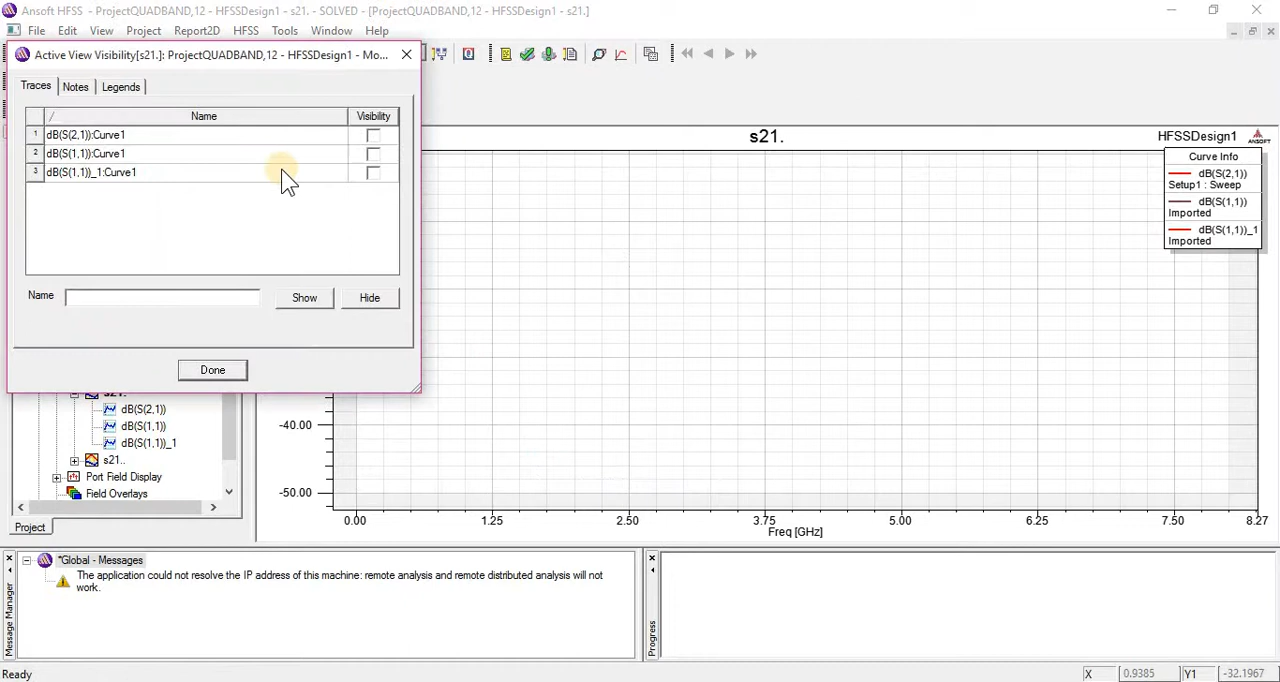 Ansoft HFSS - ProjectQUADBAND,12 - HFSSDesign1 - s21. - SOLVED - [ProjectQUADBAND,12 - HFSSDesign1 - s21.]
File Edit View Project Report2D HFSS Tools Window Help
Active View Visibility[s21.]: ProjectQUADBAND,12 - HFSSDesign1 - Mo...
Traces Notes Legends
Name Visibility
1 dB(S(2,1)):Curve1
2 dB(S(1,1)):Curve1
3 dB(S(1,1))_1:Curve1
Name Show Hide
Done
s21.
dB(S(2,1))
dB(S(1,1))
dB(S(1,1))_1
s21..
Port Field Display
Field Overlays
Project
s21.
HFSSDesign1
ANSOFT
Curve Info
dB(S(2,1))
Setup1 : Sweep
dB(S(1,1))
Imported
dB(S(1,1))_1
Imported
-40.00
-50.00
0.00 1.25 2.50 3.75 5.00 6.25 7.50 8.27
Freq [GHz]
Message Manager
*Global - Messages
The application could not resolve the IP address of this machine: remote analysis and remote distributed analysis will not
work.
Progress
Ready
X 0.9385 Y1 -32.1967